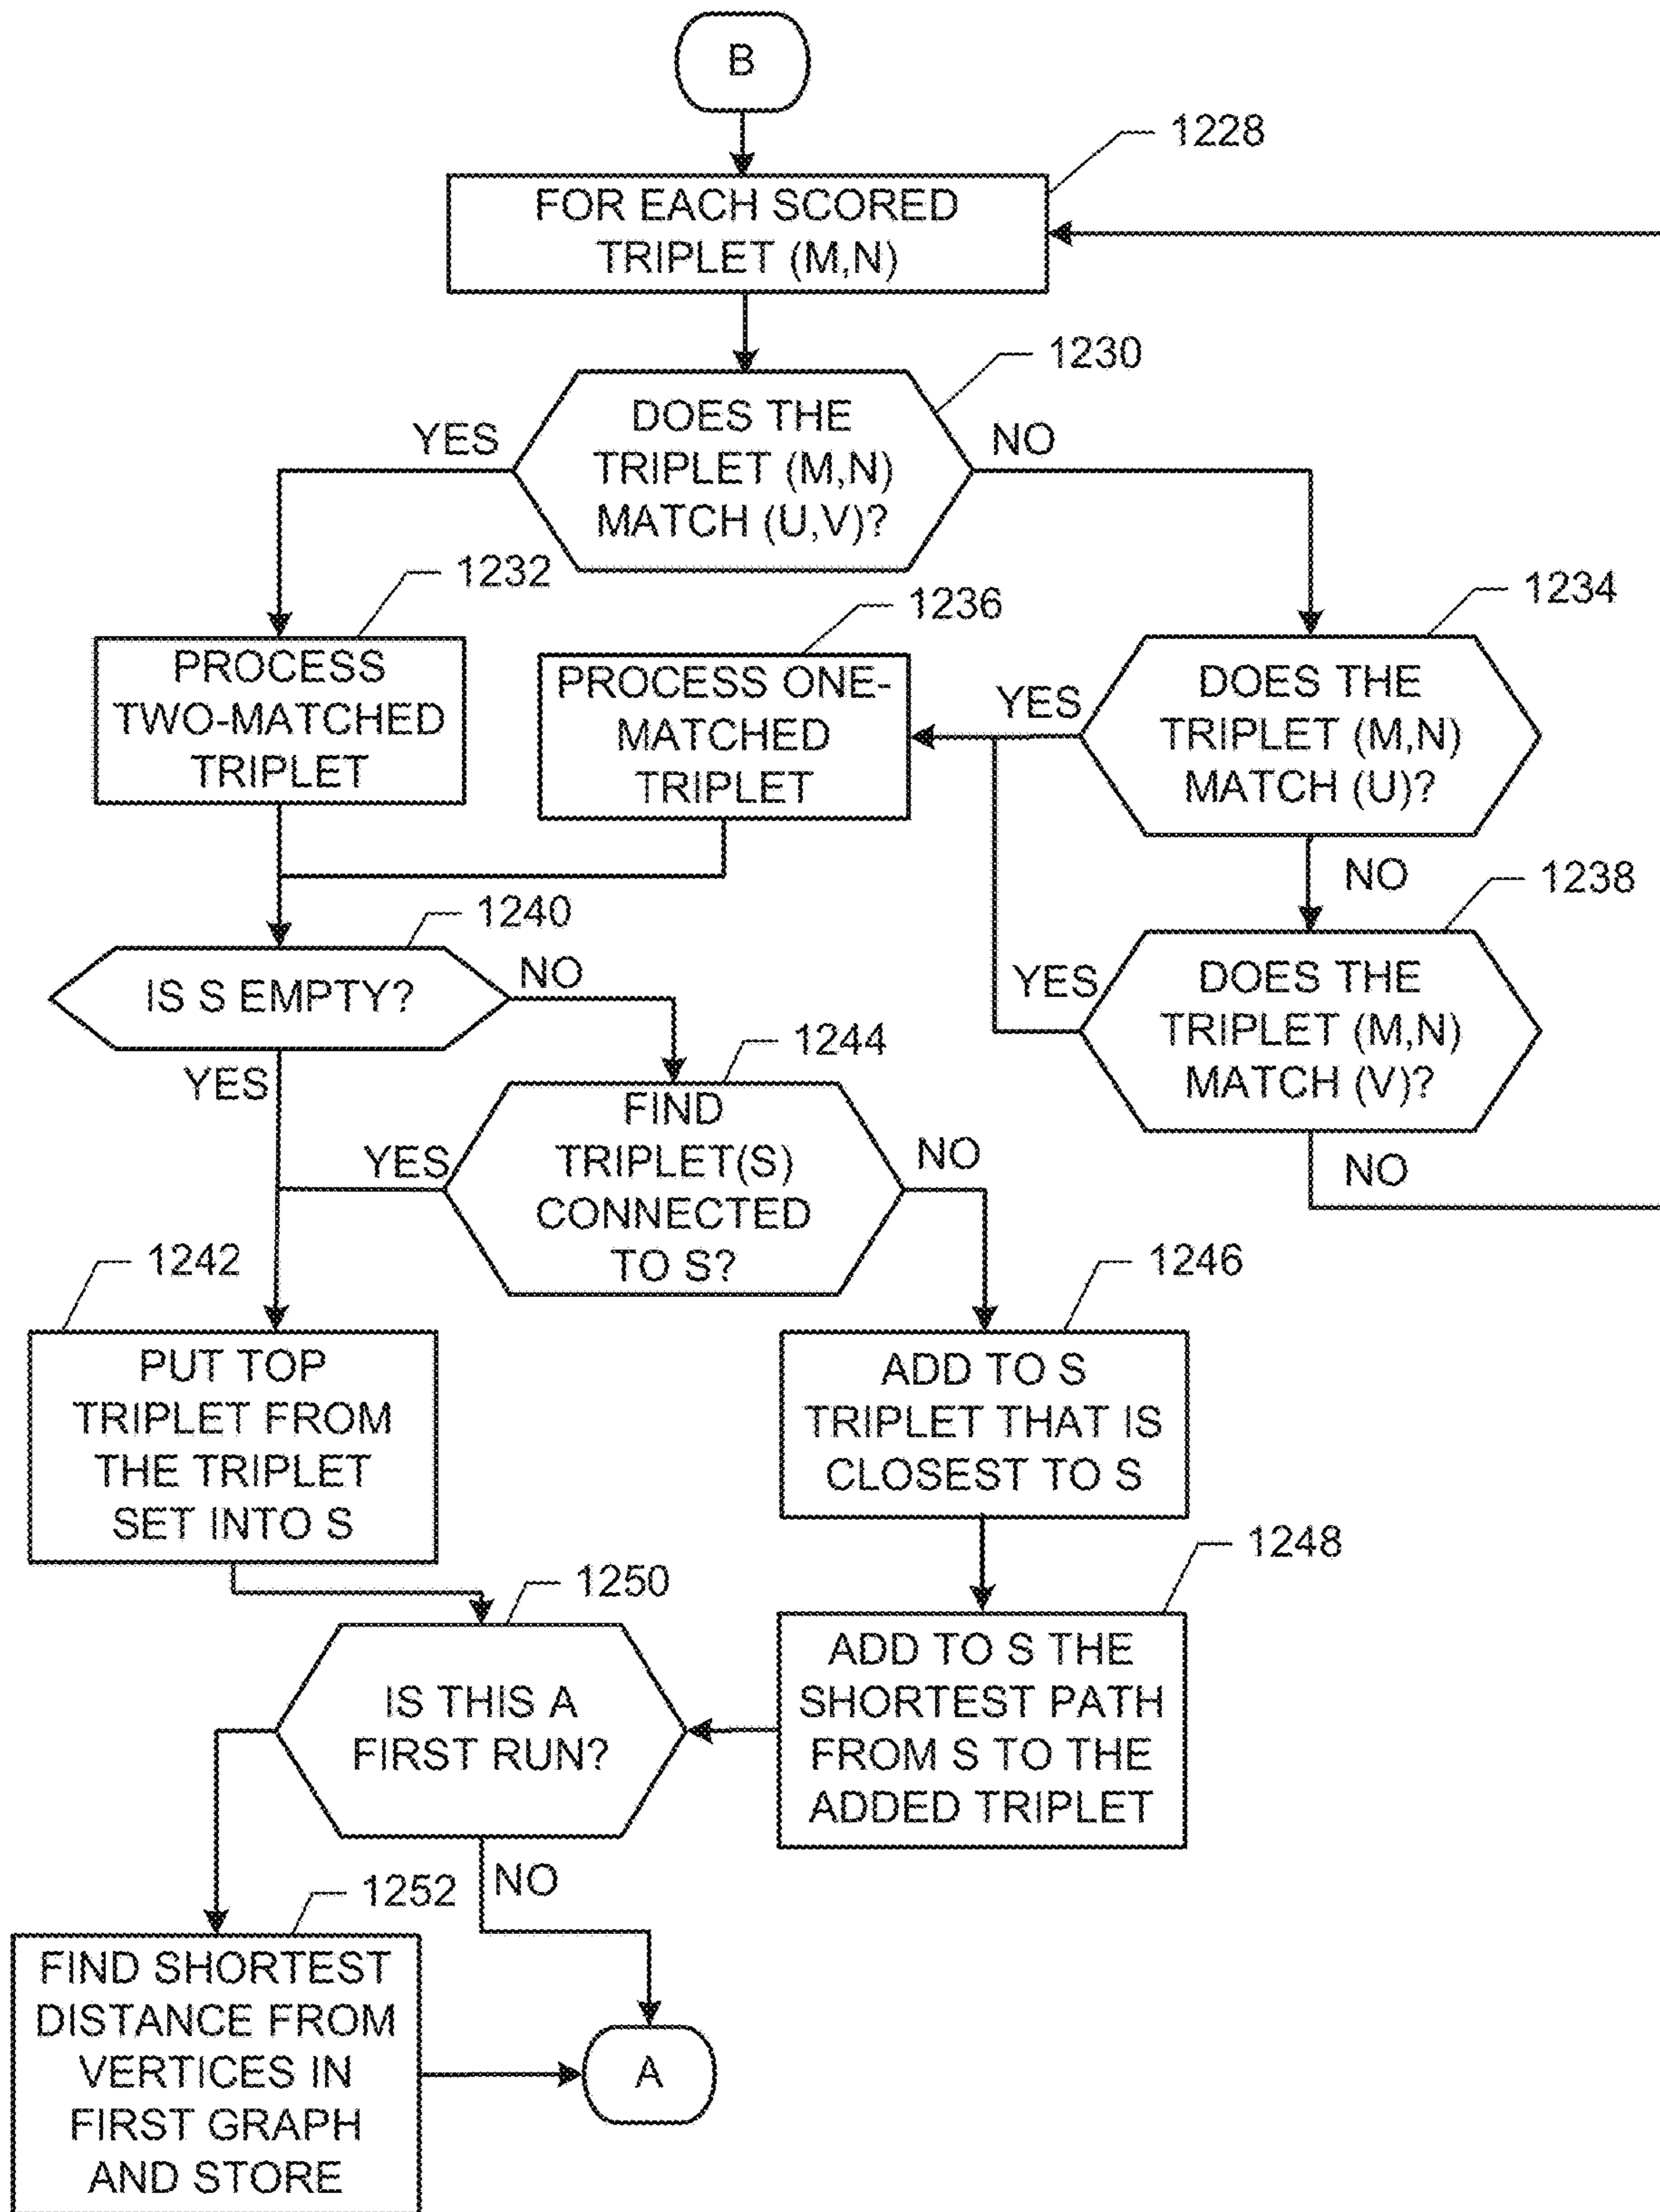 B
1228
FOR EACH SCORED
TRIPLET (M,N)
1230
DOES THE
TRIPLET (M,N)
MATCH (U,V)?
YES
NO
1232
PROCESS
TWO-MATCHED
TRIPLET
1236
PROCESS ONE-
MATCHED
TRIPLET
1234
DOES THE
TRIPLET (M,N)
MATCH (U)?
YES
NO
1238
DOES THE
TRIPLET (M,N)
MATCH (V)?
YES
NO
1240
IS S EMPTY?
NO
YES
1244
FIND
TRIPLET(S)
CONNECTED
TO S?
YES
NO
1242
PUT TOP
TRIPLET FROM
THE TRIPLET
SET INTO S
1246
ADD TO S
TRIPLET THAT IS
CLOSEST TO S
1248
ADD TO S THE
SHORTEST PATH
FROM S TO THE
ADDED TRIPLET
1250
IS THIS A
FIRST RUN?
NO
1252
FIND SHORTEST
DISTANCE FROM
VERTICES IN
FIRST GRAPH
AND STORE
A